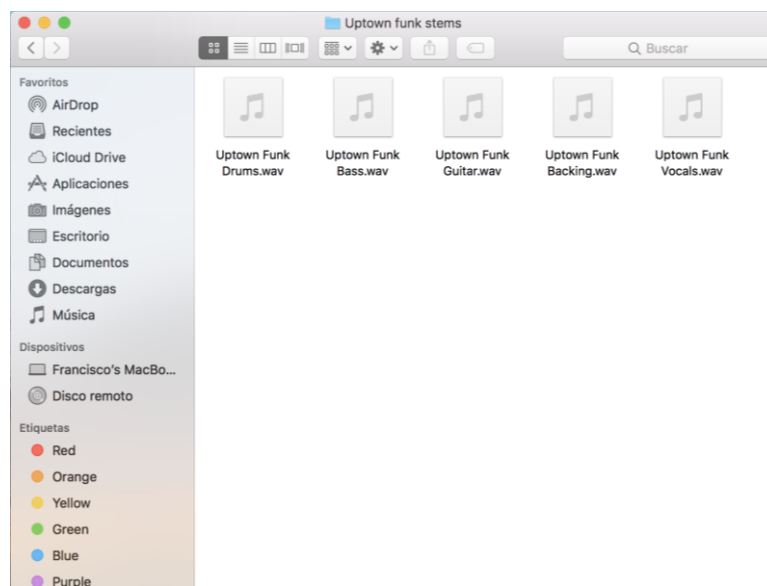 Uptown funk stems
Buscar
Favoritos
AirDrop
Recientes
iCloud Drive
Aplicaciones
Imágenes
Escritorio
Documentos
Descargas
Música
Dispositivos
Francisco's MacBo...
Disco remoto
Etiquetas
Red
Orange
Yellow
Green
Blue
Purple
Uptown Funk
Drums.wav
Uptown Funk
Bass.wav
Uptown Funk
Guitar.wav
Uptown Funk
Backing.wav
Uptown Funk
Vocals.wav